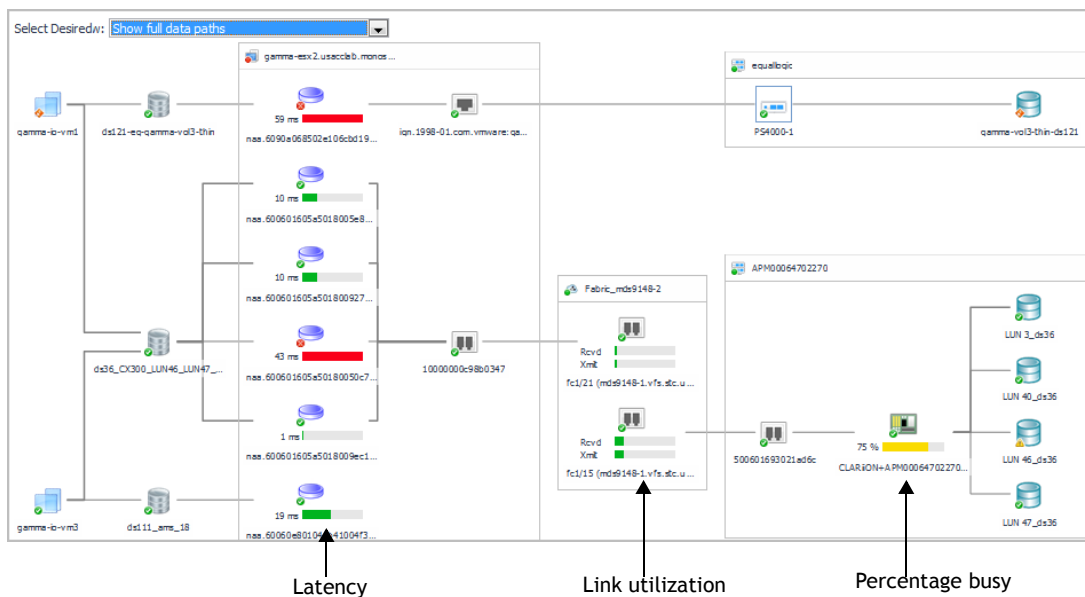 Select Desiredw: Show full data paths
gamma-esx2.usacclab.monos...
equallogic
59 ms
gamma-io-vm1
ds121-eq-gamma-vol3-thin
naa.6090a068502e106cbd19...
iqn.1998-01.com.vmware:ga...
PS4000-1
gamma-vol3-thin-ds121
10 ms
naa.600601605a5018005e8...
10 ms
naa.600601605a501800927...
Fabric_mds9148-2
APM00064702270
LUN 3_ds36
43 ms
Rcvd
Xmit
ds36_CX300_LUN46_LUN47_...
naa.600601605a50180050c7...
10000000c98b0347
fc1/21 (mds9148-1.vfs.stc.u...
LUN 40_ds36
1 ms
Rcvd
Xmit
75 %
naa.600601605a5018009ec1...
fc1/15 (mds9148-1.vfs.stc.u...
500601693021ad6c
CLARiiON+APM00064702270...
LUN 46_ds36
19 ms
gamma-io-vm3
ds111_ams_18
LUN 47_ds36
Latency
Link utilization
Percentage busy